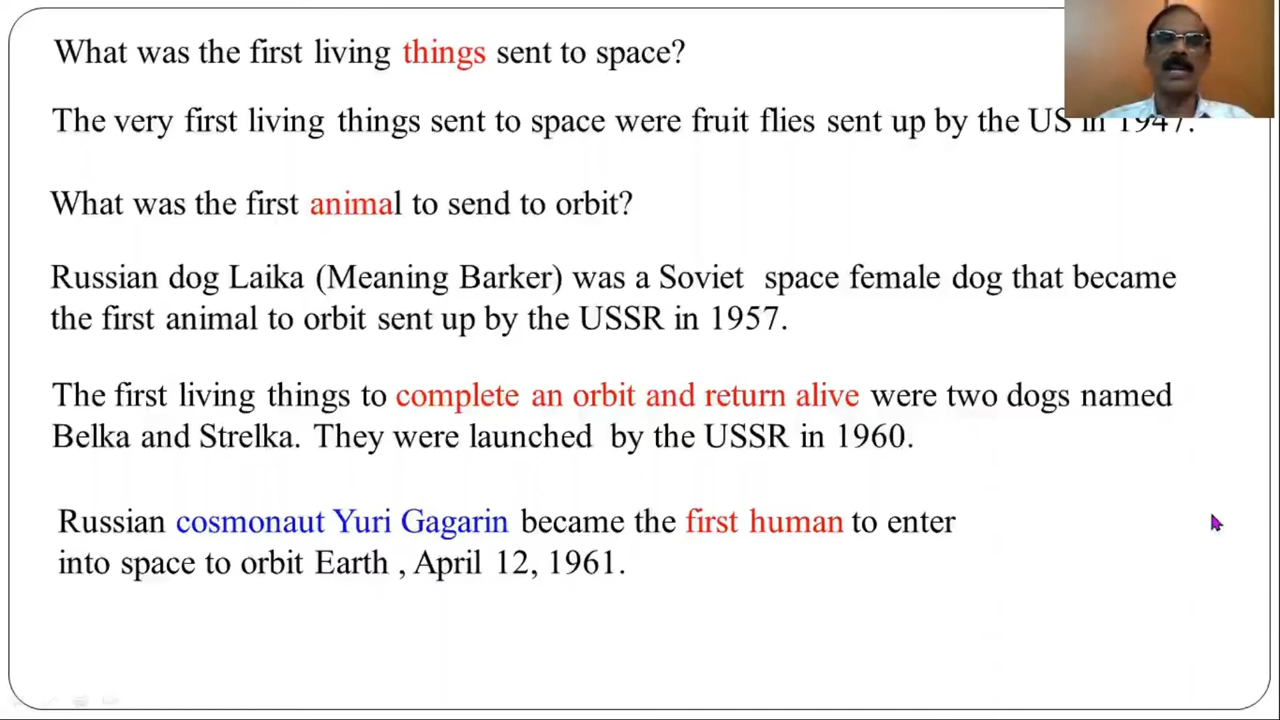 What was the first living things sent to space?
The very first living things sent to space were fruit flies sent up by the US in 1947.
What was the first animal to send to orbit?
Russian dog Laika (Meaning Barker) was a Soviet space female dog that became
the first animal to orbit sent up by the USSR in 1957.
The first living things to complete an orbit and return alive were two dogs named
Belka and Strelka. They were launched by the USSR in 1960.
Russian cosmonaut Yuri Gagarin became the first human to enter
into space to orbit Earth , April 12, 1961.